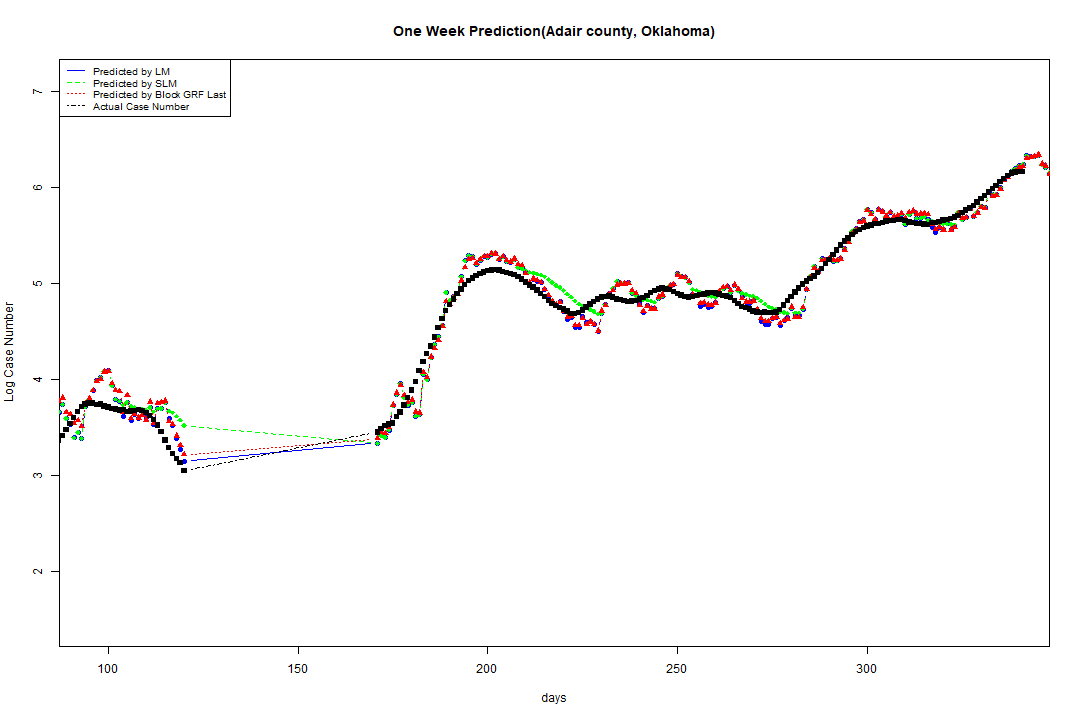 One Week Prediction(Adair county, Oklahoma)
Predicted by LM
Predicted by SLM
Predicted by Block GRF Last
Actual Case Number
7
6
5
4
3
2
Log Case Number
100
150
200
250
300
days